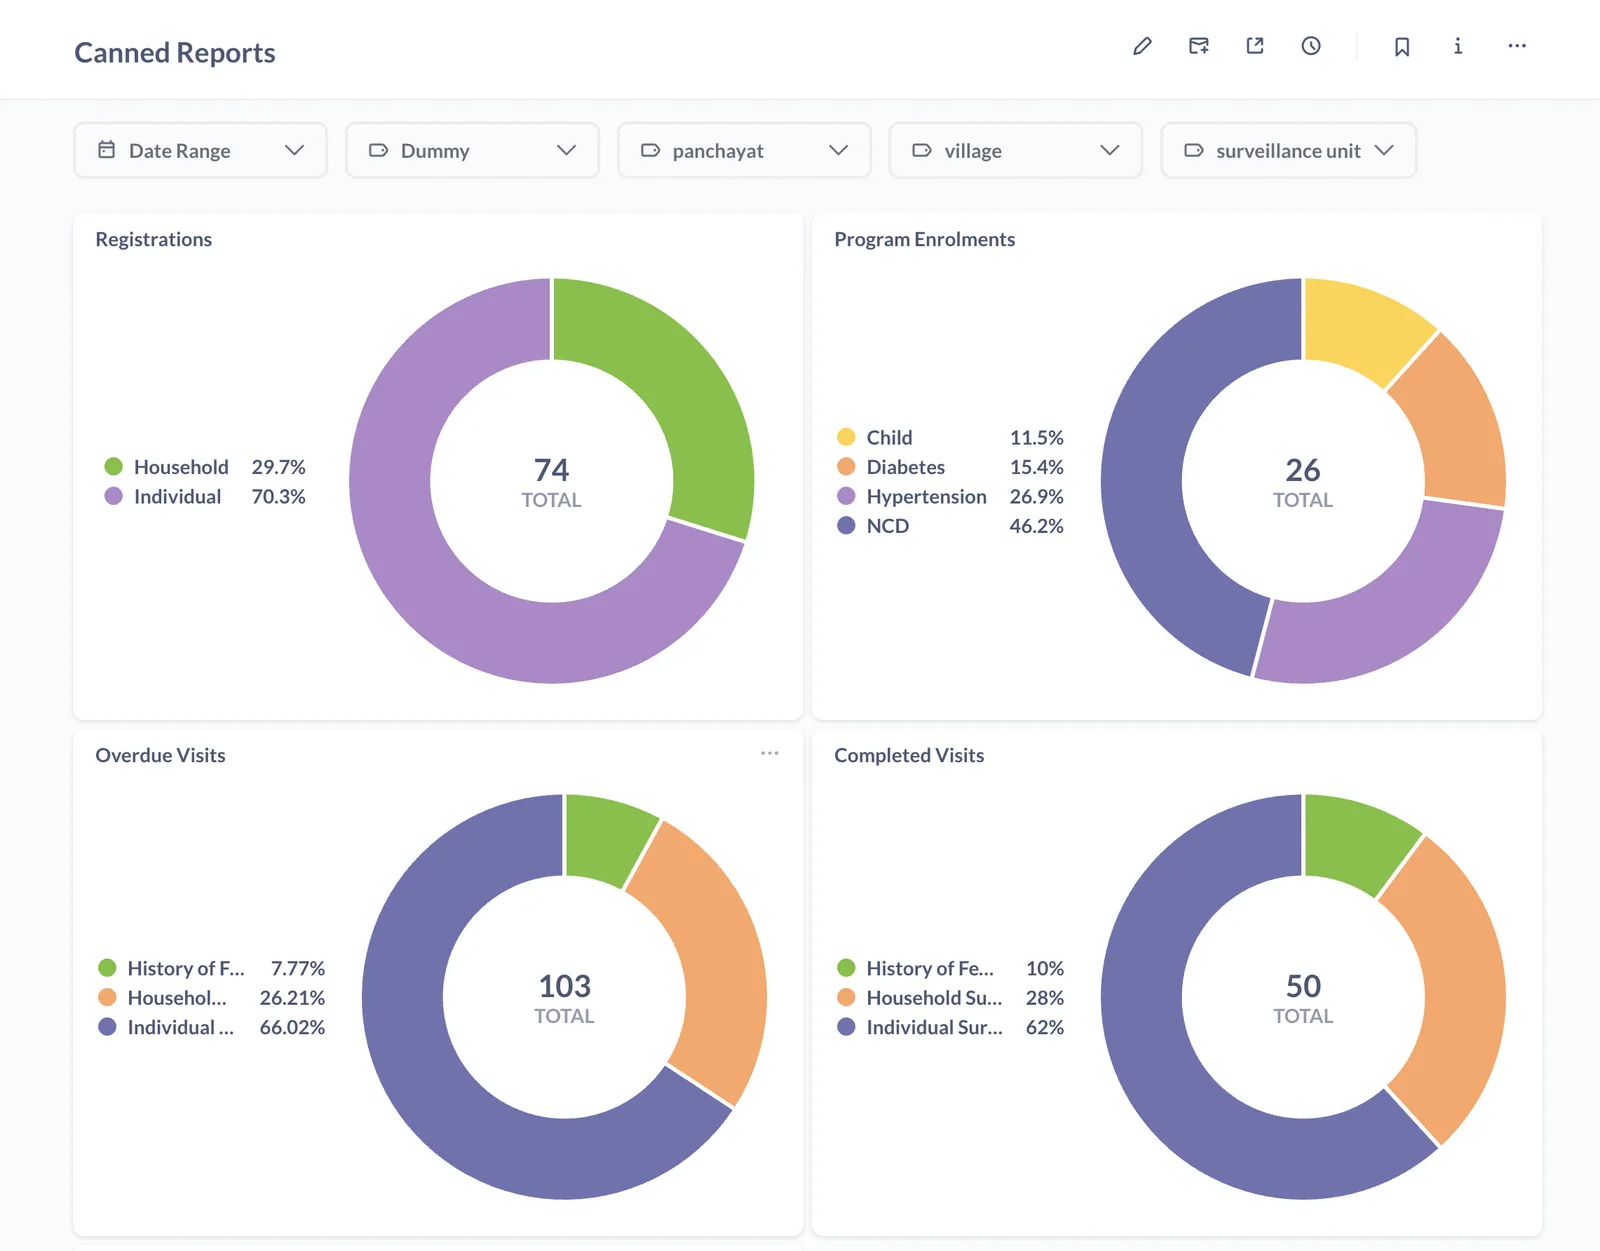 Canned Reports
Date Range
Dummy
panchayat
village
surveillance unit
Registrations
Household 29.7%
Individual 70.3%
74
TOTAL
Program Enrolments
Child 11.5%
Diabetes 15.4%
Hypertension 26.9%
NCD 46.2%
26
TOTAL
Overdue Visits
History of F... 7.77%
Househol... 26.21%
Individual ... 66.02%
103
TOTAL
Completed Visits
History of Fe... 10%
Household Su... 28%
Individual Sur... 62%
50
TOTAL